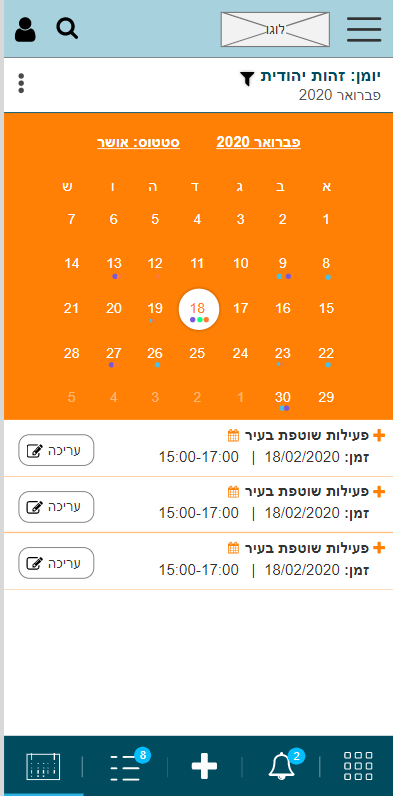 לוגו
יומן: זהות יהודית
פברואר 2020
פברואר 2020 סטטוס: אושר
א ב ג ד ה ו ש
1 2 3 4 5 6 7
8 9 10 11 12 13 14
15 16 17 18 19 20 21
22 23 24 25 26 27 28
29 30 1 2 3 4 5
פעילות שוטפת בעיר
זמן: 18/02/2020 | 15:00-17:00
עריכה
פעילות שוטפת בעיר
זמן: 18/02/2020 | 15:00-17:00
עריכה
פעילות שוטפת בעיר
זמן: 18/02/2020 | 15:00-17:00
עריכה
2 8